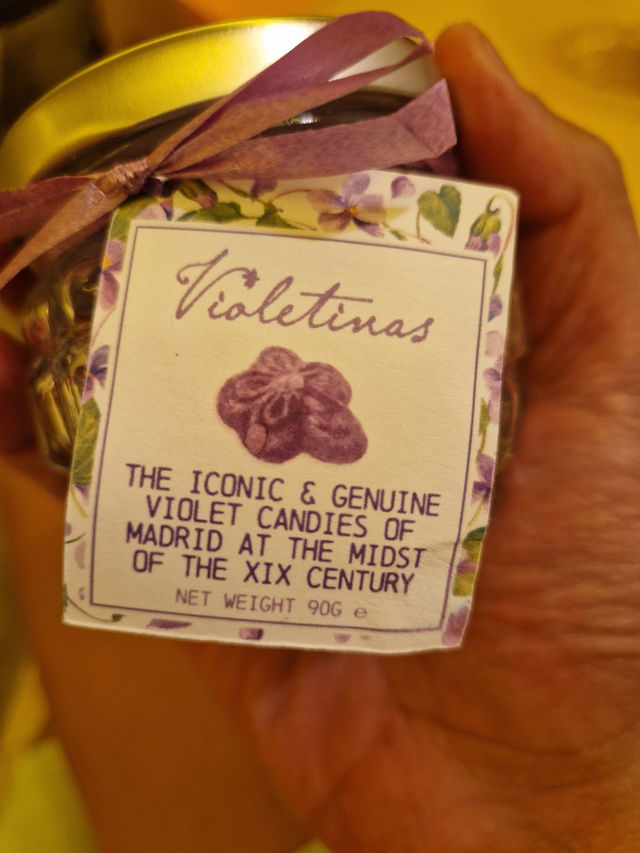 Violetinas
THE ICONIC & GENUINE
VIOLET CANDIES OF
MADRID AT THE MIDST
OF THE XIX CENTURY
NET WEIGHT 90G ℮